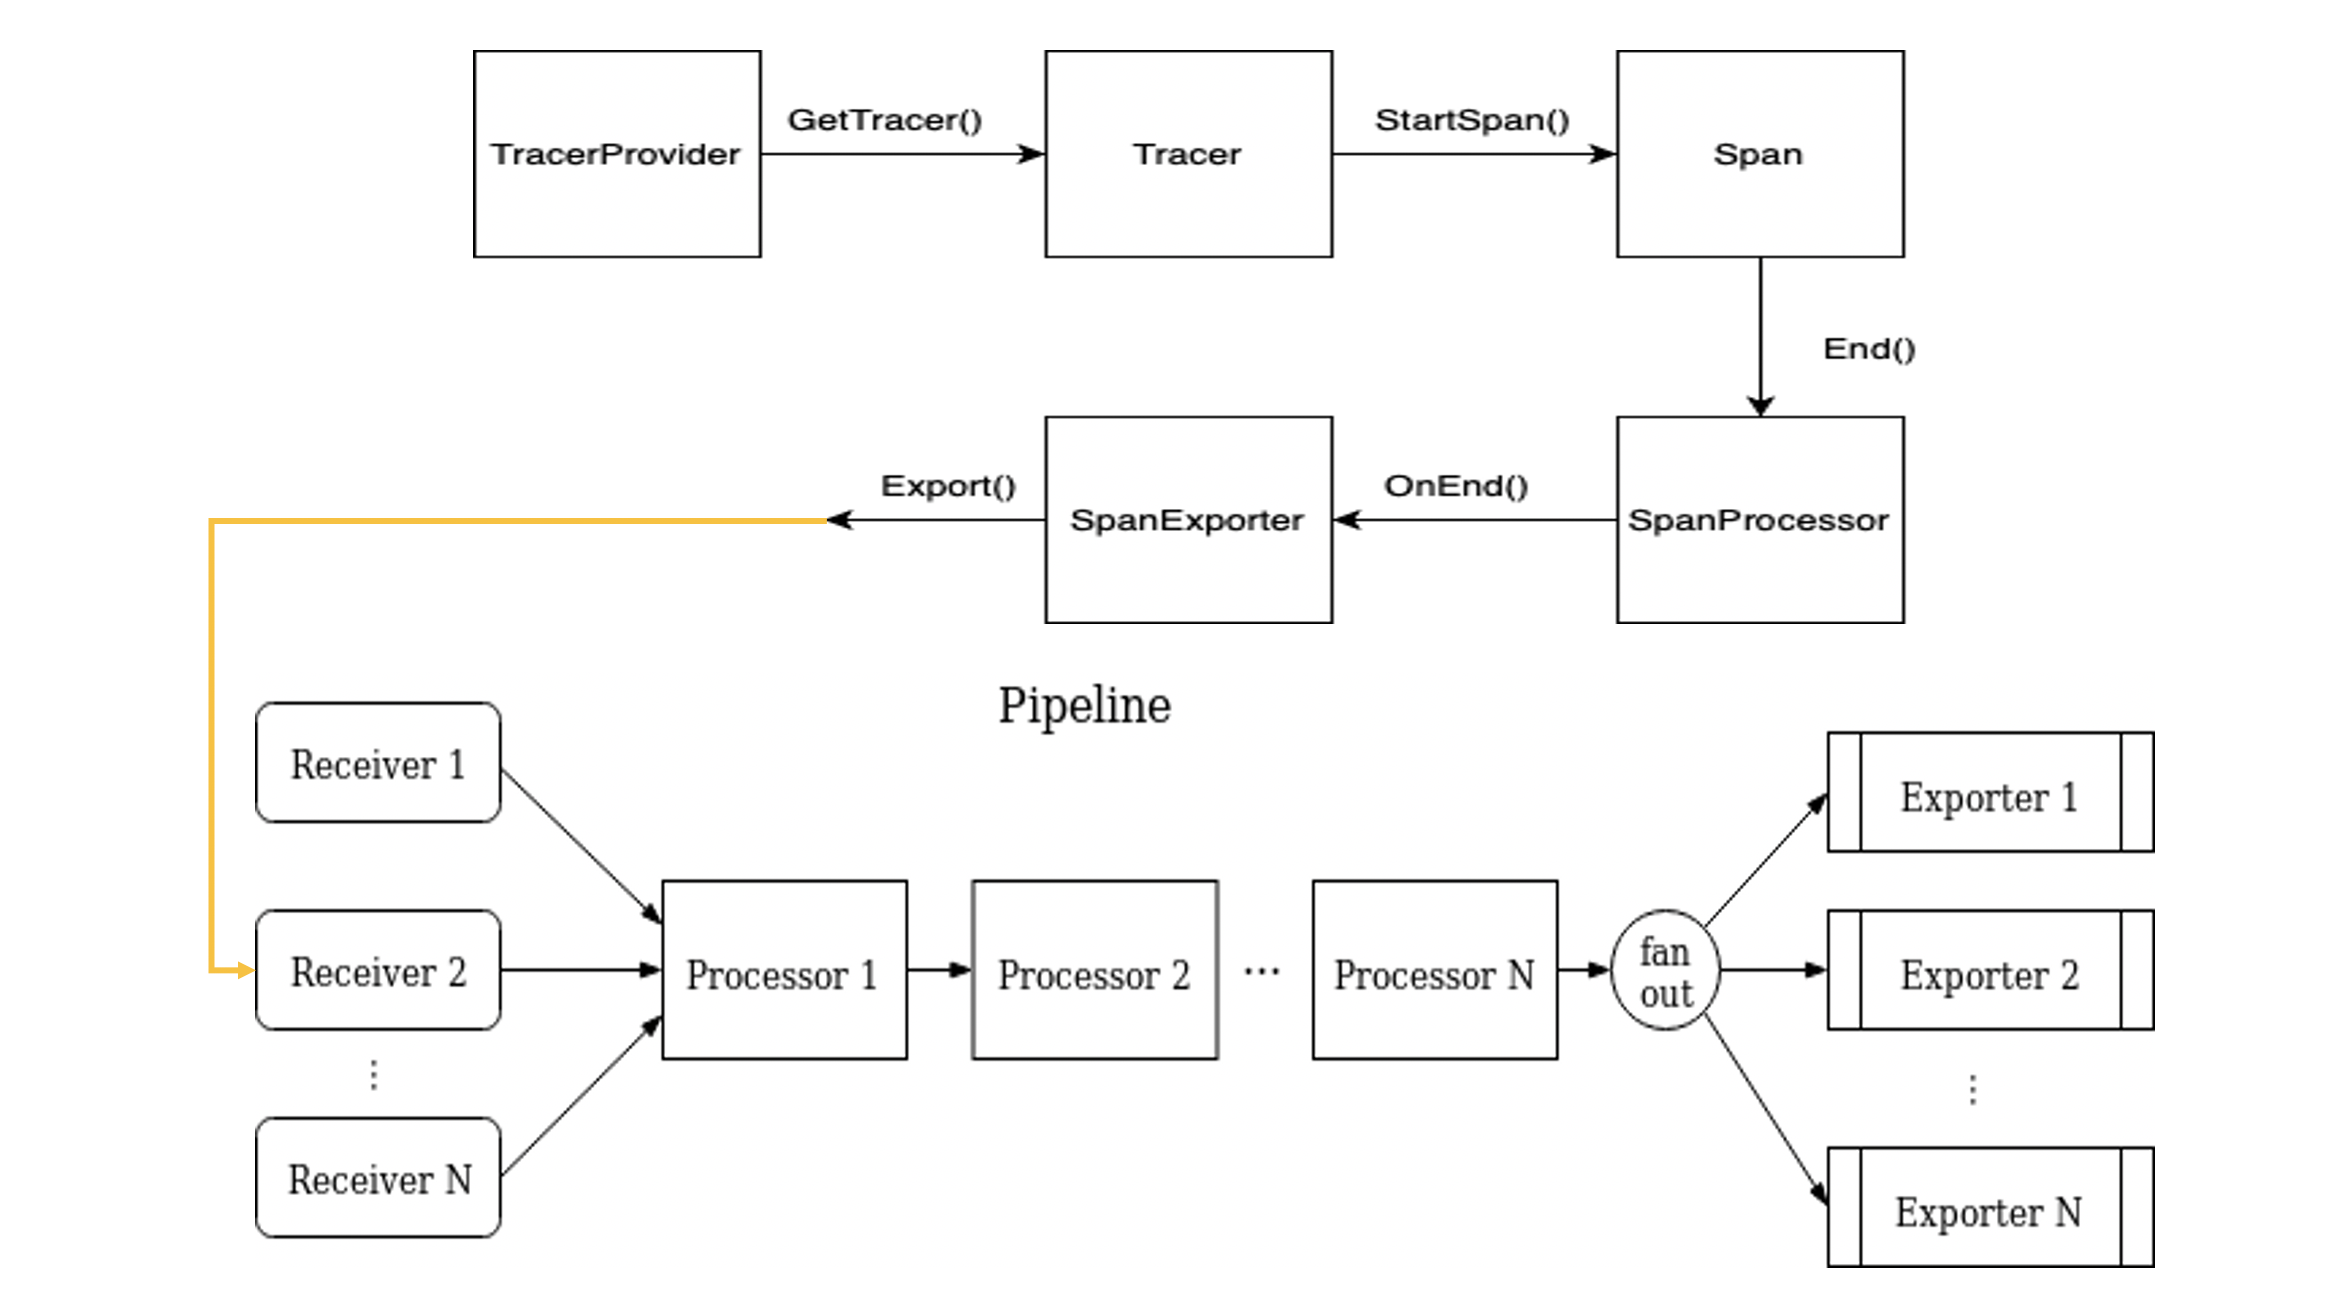 GetTracer()
StartSpan()
TracerProvider
Tracer
Span
End()
Export()
OnEnd()
SpanExporter
SpanProcessor
Pipeline
Receiver 1
Exporter 1
Receiver 2
Processor 1
Processor 2
...
Processor N
fan
out
Exporter 2
Receiver N
Exporter N